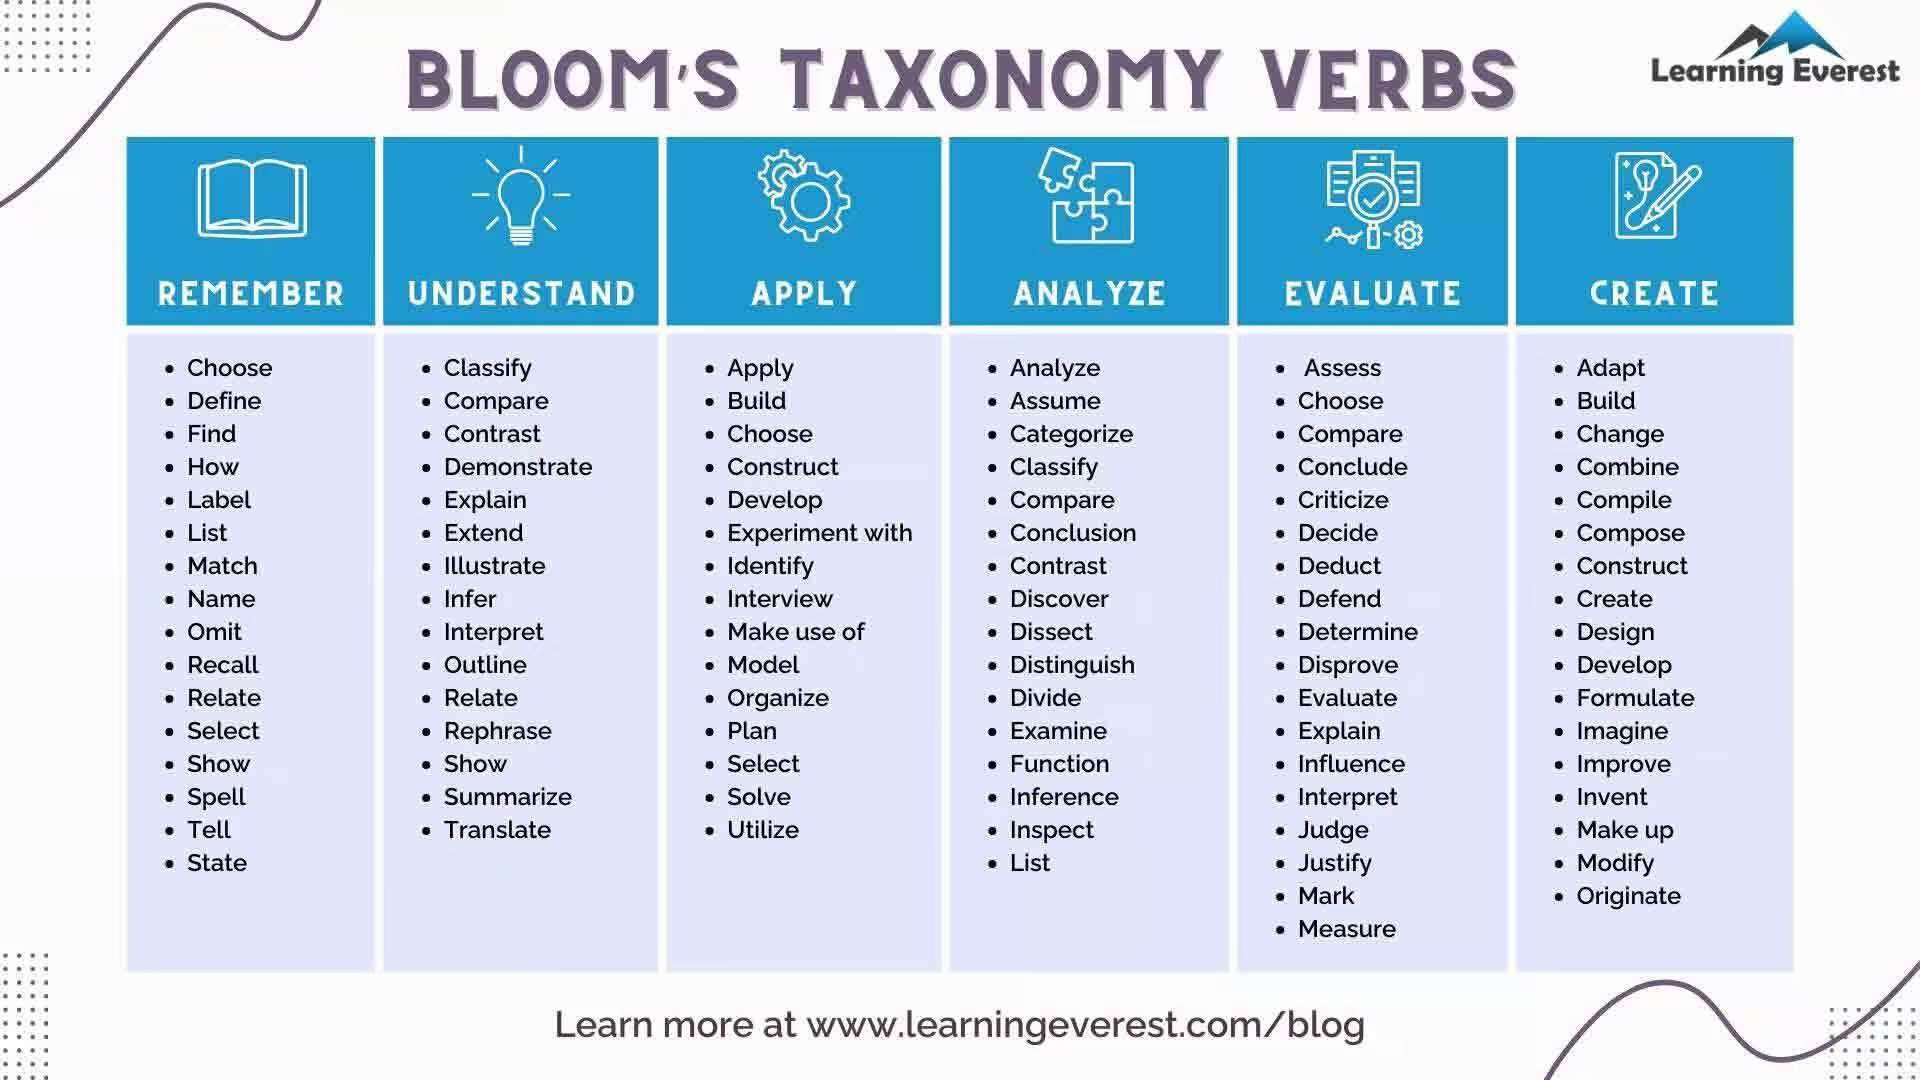 BLOOM'S TAXONOMY VERBS
Learning Everest
REMEMBER
• Choose
• Define
• Find
• How
• Label
• List
• Match
• Name
• Omit
• Recall
• Relate
• Select
• Show
• Spell
• Tell
• State
UNDERSTAND
• Classify
• Compare
• Contrast
• Demonstrate
• Explain
• Extend
• Illustrate
• Infer
• Interpret
• Outline
• Relate
• Rephrase
• Show
• Summarize
• Translate
APPLY
• Apply
• Build
• Choose
• Construct
• Develop
• Experiment with
• Identify
• Interview
• Make use of
• Model
• Organize
• Plan
• Select
• Solve
• Utilize
ANALYZE
• Analyze
• Assume
• Categorize
• Classify
• Compare
• Conclusion
• Contrast
• Discover
• Dissect
• Distinguish
• Divide
• Examine
• Function
• Inference
• Inspect
• List
EVALUATE
• Assess
• Choose
• Compare
• Conclude
• Criticize
• Decide
• Deduct
• Defend
• Determine
• Disprove
• Evaluate
• Explain
• Influence
• Interpret
• Judge
• Justify
• Mark
• Measure
CREATE
• Adapt
• Build
• Change
• Combine
• Compile
• Compose
• Construct
• Create
• Design
• Develop
• Formulate
• Imagine
• Improve
• Invent
• Make up
• Modify
• Originate
Learn more at www.learningeverest.com/blog